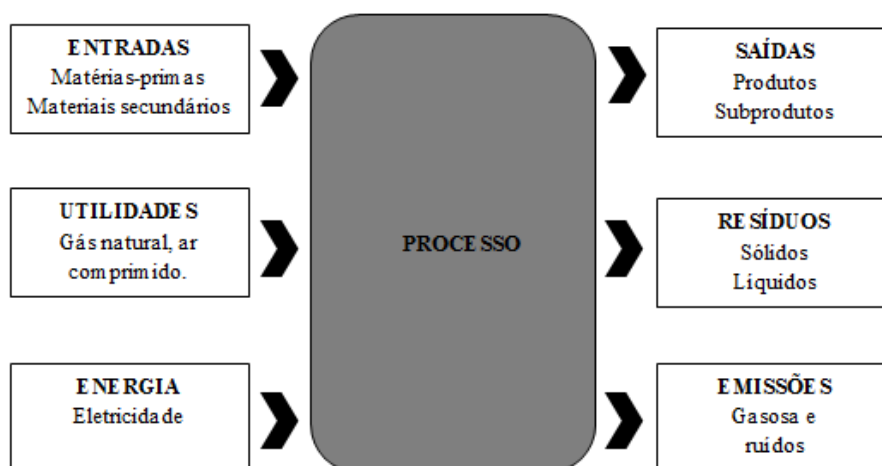 ENTRADAS
Matérias-primas
Materiais secundários
UTILIDADES
Gás natural, ar
comprimido.
ENERGIA
Eletricidade
PROCESSO
SAÍDAS
Produtos
Subprodutos
RESÍDUOS
Sólidos
Líquidos
EMISSÕES
Gasosa e
ruídos